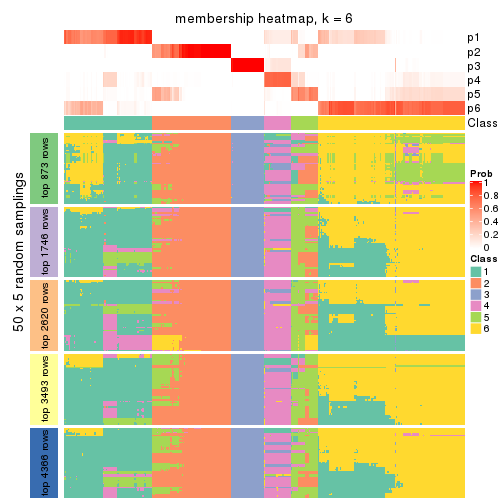 membership heatmap, k = 6
p1
p2
p3
p4
p5
p6
Class
50 x 5 random samplings
top 873 rows
top 1746 rows
top 2620 rows
top 3493 rows
top 4366 rows
Prob
1
0.8
0.6
0.4
0.2
0
Class
1
2
3
4
5
6